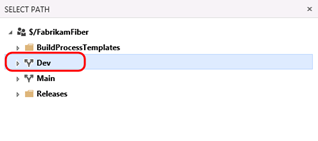 SELECT PATH
$/FabrikamFiber
BuildProcessTemplates
Dev
Main
Releases